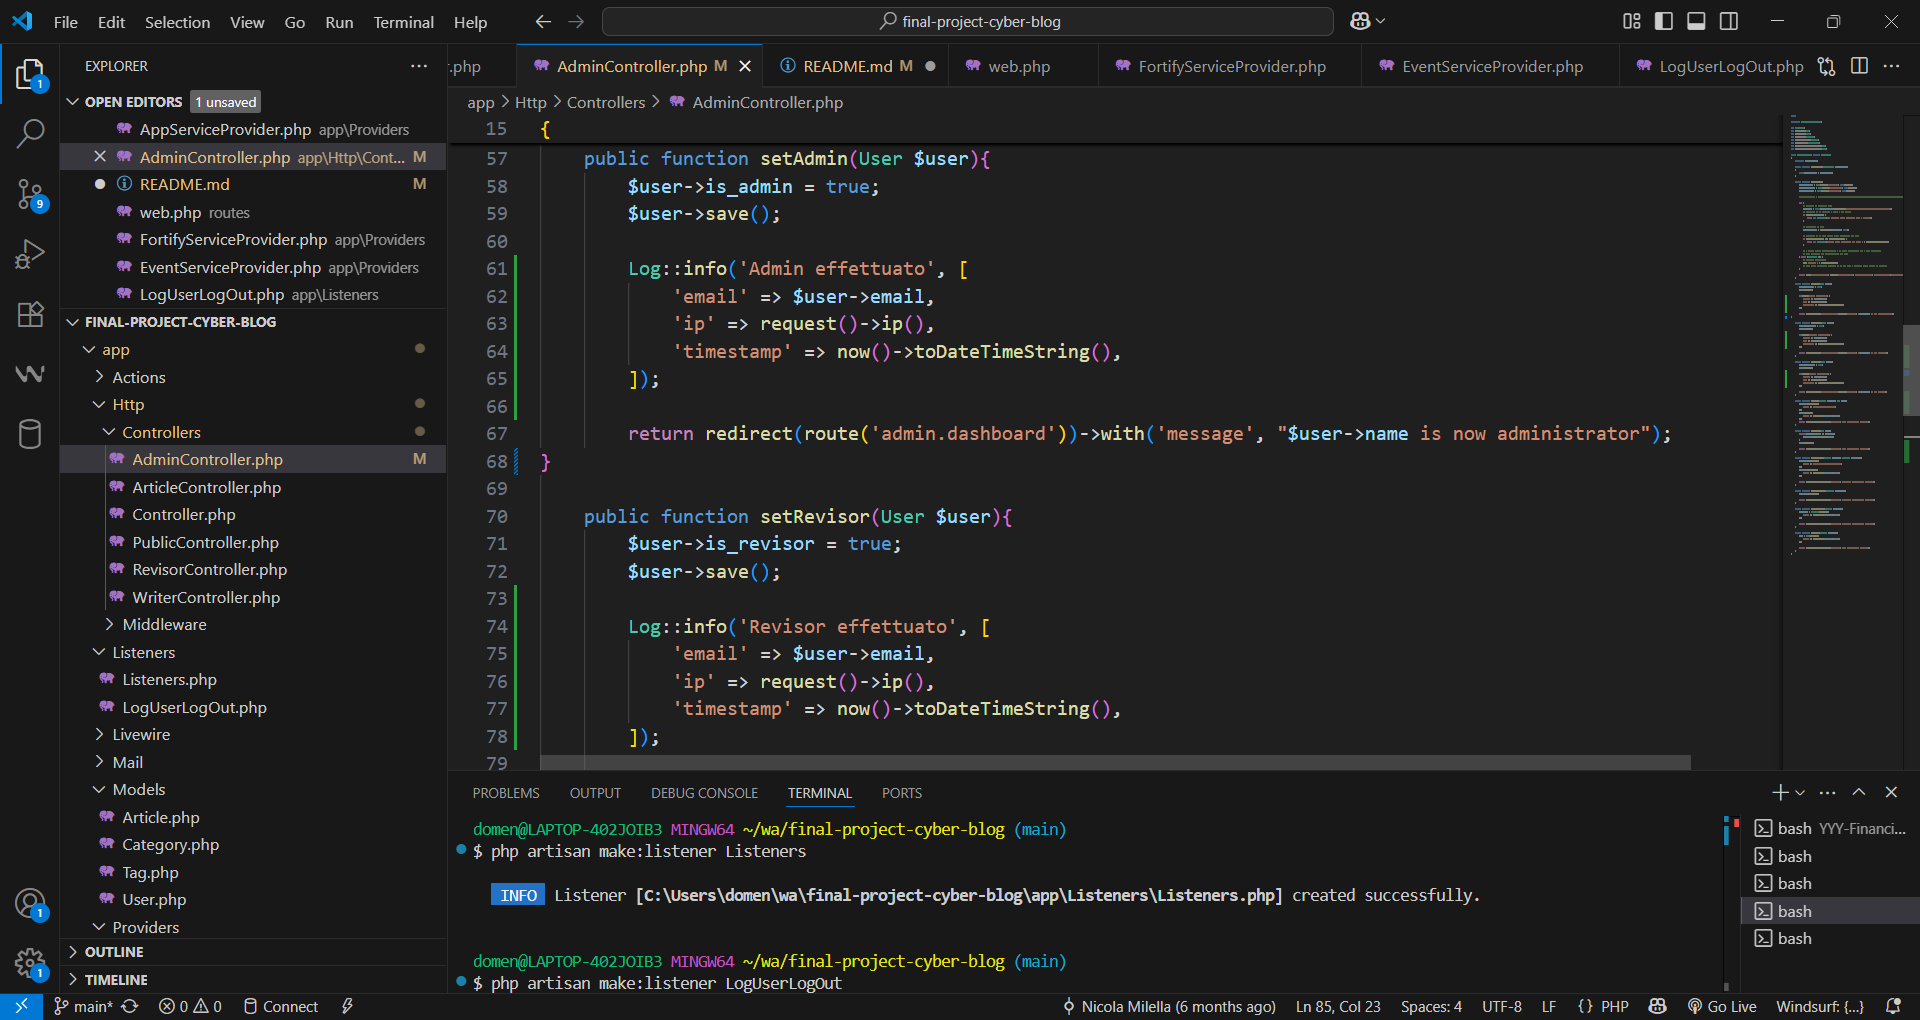 File Edit Selection View Go Run Terminal Help
final-project-cyber-blog
EXPLORER
OPEN EDITORS 1 unsaved
AppServiceProvider.php app\Providers
AdminController.php app\Http\Cont... M
README.md M
web.php routes
FortifyServiceProvider.php app\Providers
EventServiceProvider.php app\Providers
LogUserLogOut.php app\Listeners
FINAL-PROJECT-CYBER-BLOG
app
Actions
Http
Controllers
AdminController.php M
ArticleController.php
Controller.php
PublicController.php
RevisorController.php
WriterController.php
Middleware
Listeners
Listeners.php
LogUserLogOut.php
Livewire
Mail
Models
Article.php
Category.php
Tag.php
User.php
Providers
OUTLINE
TIMELINE
1
9
1
1
.php AdminController.php M README.md M web.php FortifyServiceProvider.php EventServiceProvider.php LogUserLogOut.php
app > Http > Controllers > AdminController.php
15 {
57 public function setAdmin(User $user){
58 $user->is_admin = true;
59 $user->save();
60
61 Log::info('Admin effettuato', [
62 'email' => $user->email,
63 'ip' => request()->ip(),
64 'timestamp' => now()->toDateTimeString(),
65 ]);
66
67 return redirect(route('admin.dashboard'))->with('message', "$user->name is now administrator");
68 }
69
70 public function setRevisor(User $user){
71 $user->is_revisor = true;
72 $user->save();
73
74 Log::info('Revisor effettuato', [
75 'email' => $user->email,
76 'ip' => request()->ip(),
77 'timestamp' => now()->toDateTimeString(),
78 ]);
79
PROBLEMS OUTPUT DEBUG CONSOLE TERMINAL PORTS
domen@LAPTOP-402JOIB3 MINGW64 ~/wa/final-project-cyber-blog (main)
$ php artisan make:listener Listeners
INFO Listener [C:\Users\domen\wa\final-project-cyber-blog\app\Listeners\Listeners.php] created successfully.
domen@LAPTOP-402JOIB3 MINGW64 ~/wa/final-project-cyber-blog (main)
$ php artisan make:listener LogUserLogOut
bash YYY-Financi...
bash
bash
bash
bash
main* 0 0 Connect Nicola Milella (6 months ago) Ln 85, Col 23 Spaces: 4 UTF-8 LF {} PHP Go Live Windsurf: {...}